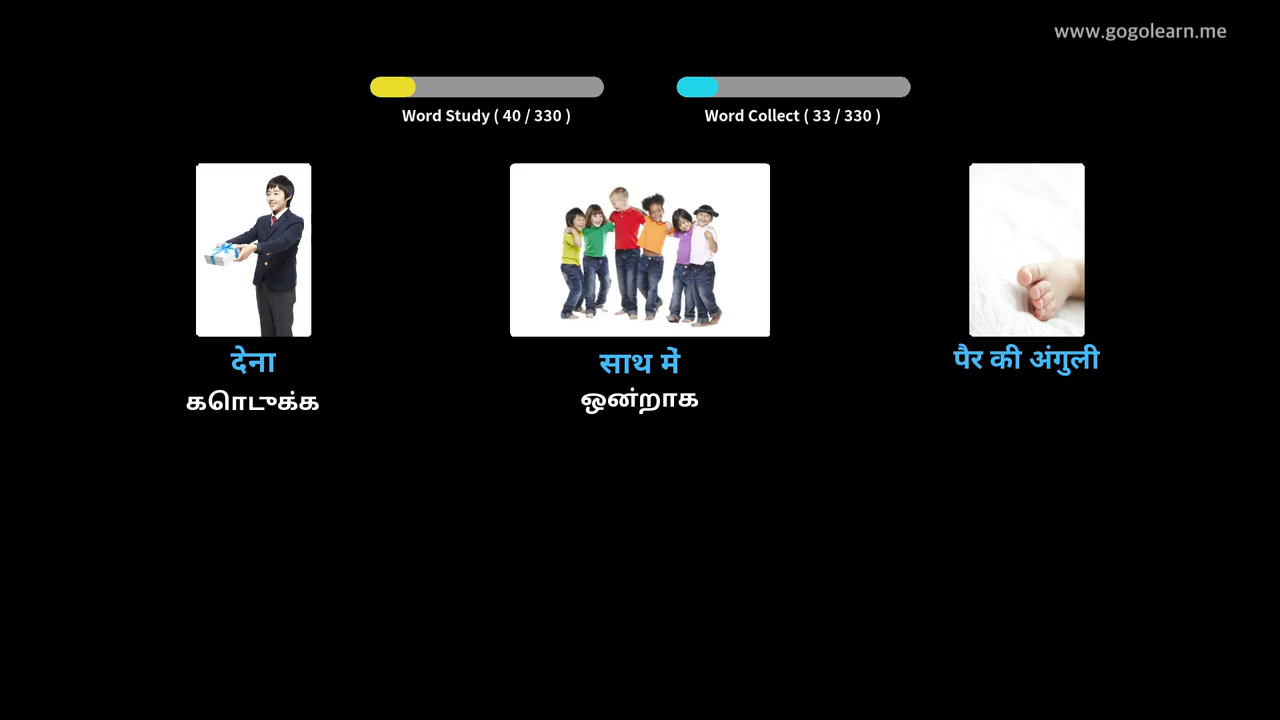 www.gogolearn.me
Word Study ( 40 / 330 )
Word Collect ( 33 / 330 )
देना
கொடுக்க
साथ में
ஒன்றாக
पैर की अंगुली